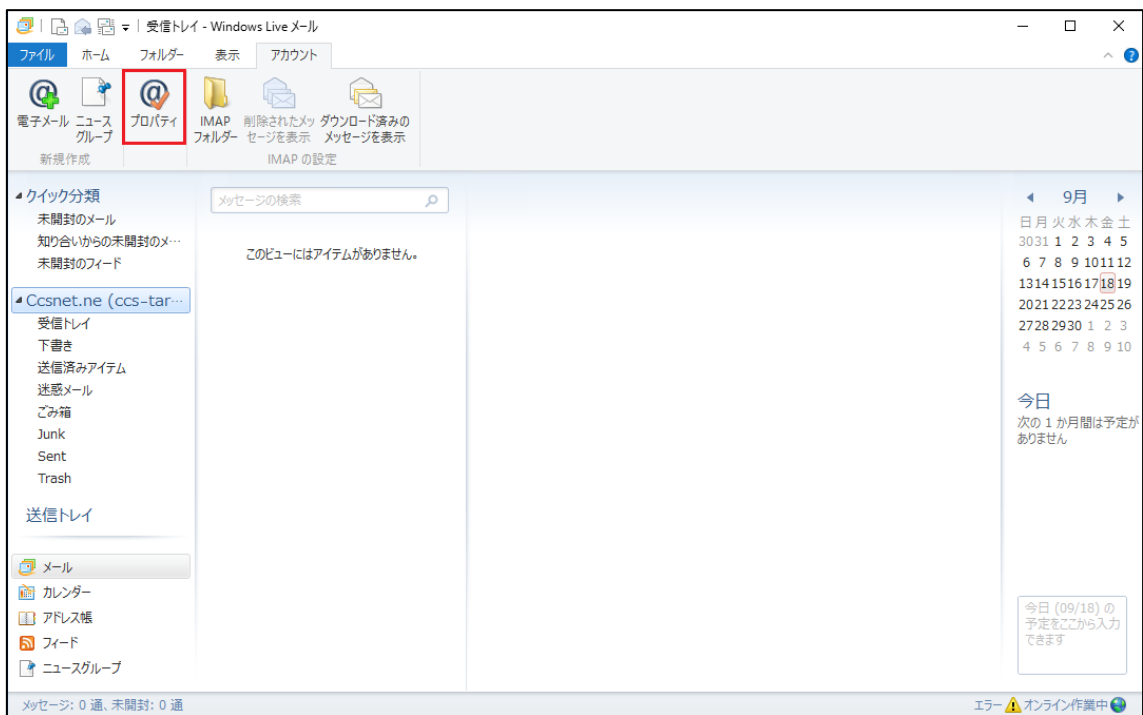 受信トレイ - Windows Live メール
ファイル ホーム フォルダー 表示 アカウント
電子メール ニュースグループ プロパティ IMAP フォルダー 削除されたメッセージを表示 ダウンロード済みのメッセージを表示
新規作成 IMAP の設定
クイック分類
未開封のメール
知り合いからの未開封のメ…
未開封のフィード
Ccsnet.ne (ccs-tar…
受信トレイ
下書き
送信済みアイテム
迷惑メール
ごみ箱
Junk
Sent
Trash
送信トレイ
メール
カレンダー
アドレス帳
フィード
ニュースグループ
メッセージの検索
このビューにはアイテムがありません。
9月
日 月 火 水 木 金 土
30 31 1 2 3 4 5
6 7 8 9 10 11 12
13 14 15 16 17 18 19
20 21 22 23 24 25 26
27 28 29 30 1 2 3
4 5 6 7 8 9 10
今日
次の 1 か月間は予定が
ありません
今日 (09/18) の
予定をここから入力
できます
メッセージ: 0 通、未開封: 0 通
エラー オンライン作業中